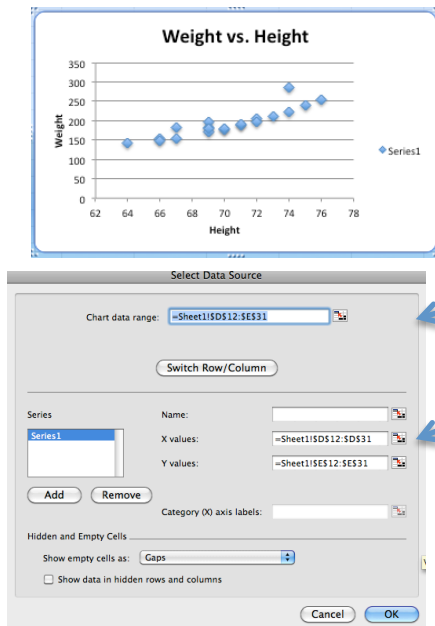 Weight vs. Height
350
300
250
200
150
100
50
0
Weight
62 64 66 68 70 72 74 76 78
Height
Series1
Select Data Source
Chart data range: =Sheet1!$D$12:$E$31
Switch Row/Column
Series Name:
Series1
X values: =Sheet1!$D$12:$D$31
Y values: =Sheet1!$E$12:$E$31
Add Remove
Category (X) axis labels:
Hidden and Empty Cells
Show empty cells as: Gaps
Show data in hidden rows and columns
Cancel OK